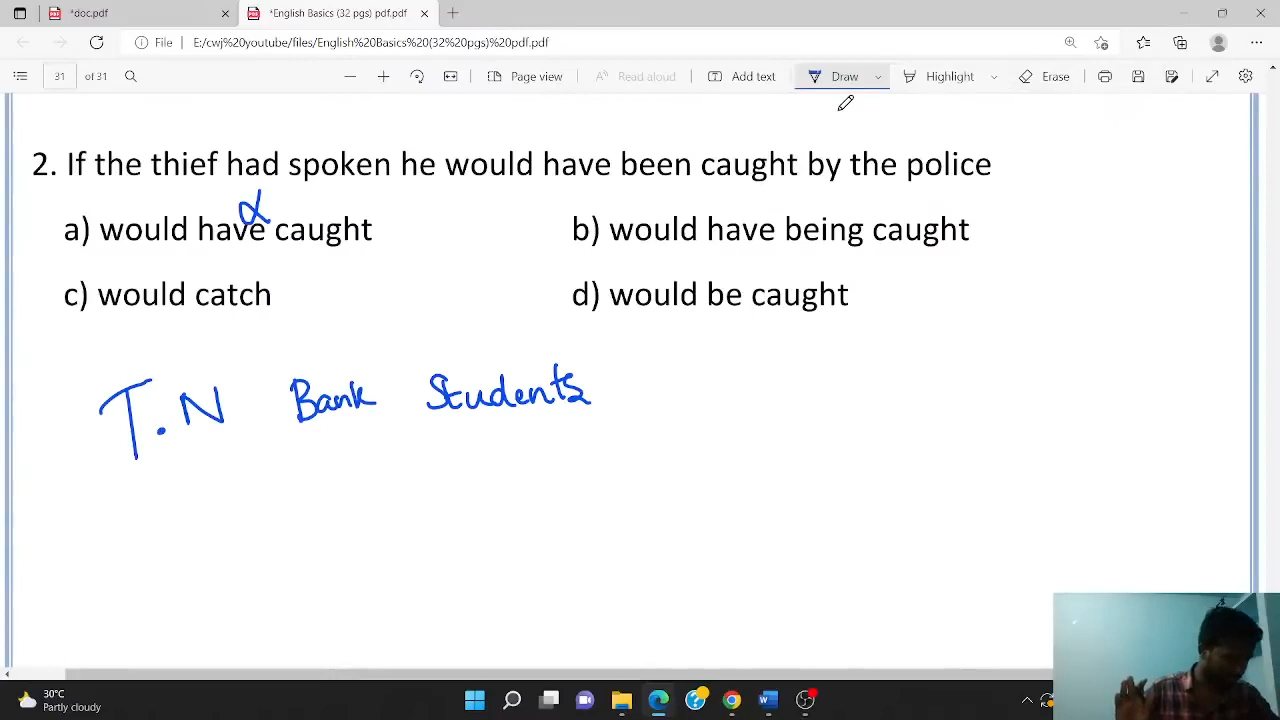 *doc.pdf
*English Basics (32 pgs) pdf.pdf
File
E:/cwj%20youtube/files/English%20Basics%20(32%20pgs)%20pdf.pdf
31 of 31
Page view
Read aloud
Add text
Draw
Highlight
Erase
2. If the thief had spoken he would have been caught by the police
a) would have caught
b) would have being caught
c) would catch
d) would be caught
T.N Bank Students
30°C
Partly cloudy